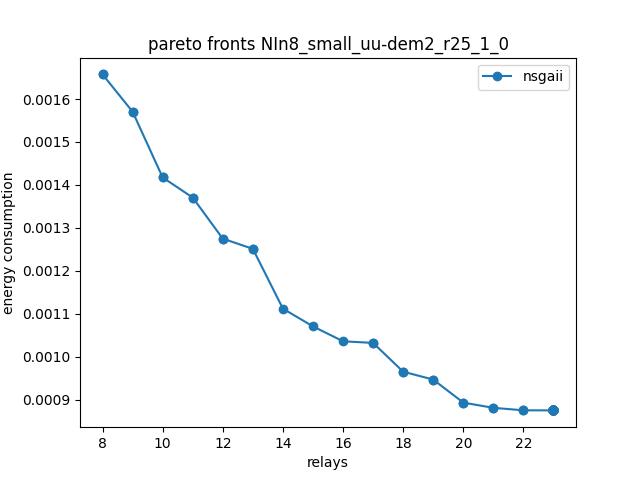 pareto fronts NIn8_small_uu-dem2_r25_1_0
nsgaii
energy consumption
0.0016
0.0015
0.0014
0.0013
0.0012
0.0011
0.0010
0.0009
8 10 12 14 16 18 20 22
relays